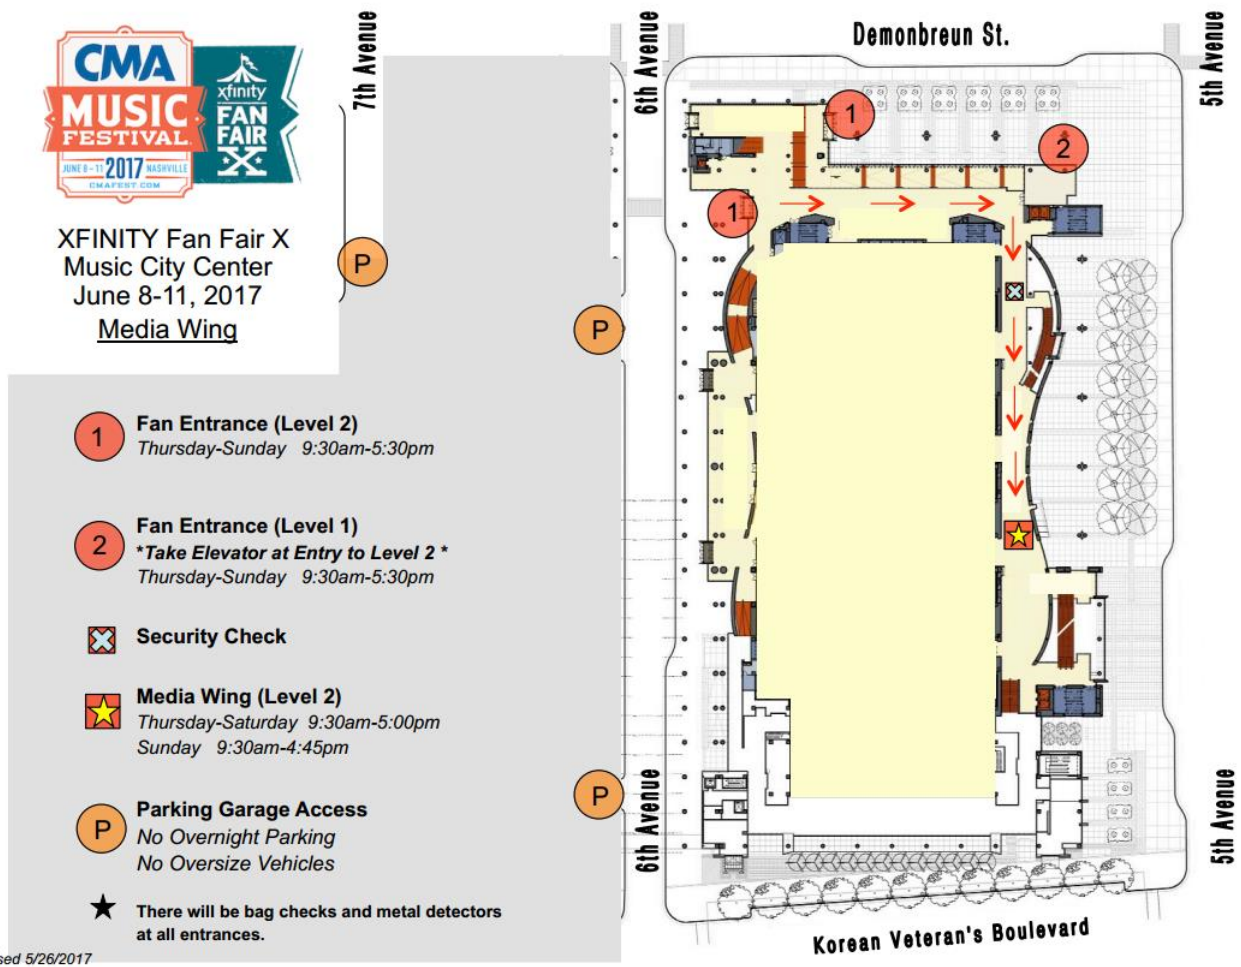 CMA
MUSIC
FESTIVAL
JUNE 8-11 2017 NASHVILLE
CMAFEST.COM
xfinity
FAN
FAIR
X
XFINITY Fan Fair X
Music City Center
June 8-11, 2017
Media Wing
7th Avenue
6th Avenue
Demonbreun St.
5th Avenue
1
2
1
P
P
1
Fan Entrance (Level 2)
Thursday-Sunday 9:30am-5:30pm
2
Fan Entrance (Level 1)
*Take Elevator at Entry to Level 2 *
Thursday-Sunday 9:30am-5:30pm
Security Check
Media Wing (Level 2)
Thursday-Saturday 9:30am-5:00pm
Sunday 9:30am-4:45pm
P
Parking Garage Access
No Overnight Parking
No Oversize Vehicles
There will be bag checks and metal detectors
at all entrances.
P
6th Avenue
5th Avenue
Korean Veteran's Boulevard
sed 5/26/2017